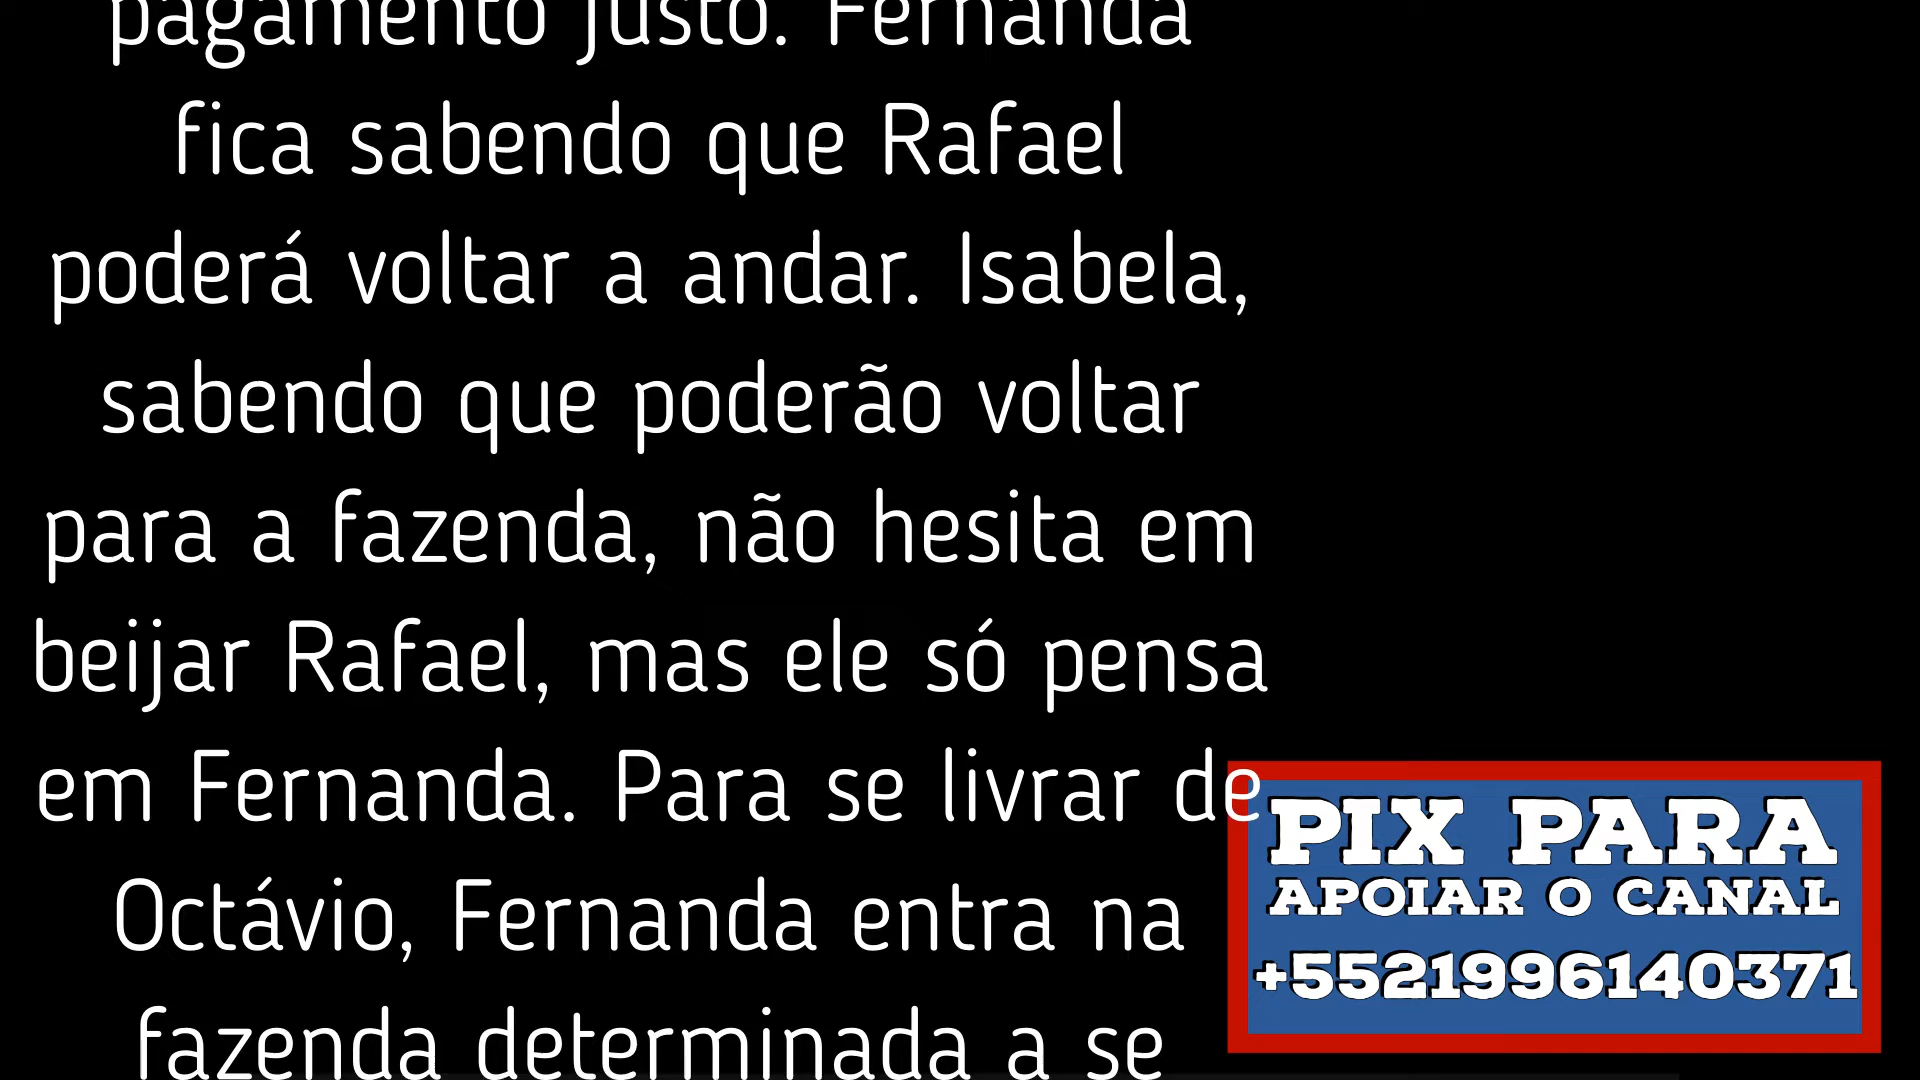 pagamento justo. Fernanda
fica sabendo que Rafael
poderá voltar a andar. Isabela,
sabendo que poderão voltar
para a fazenda, não hesita em
beijar Rafael, mas ele só pensa
em Fernanda. Para se livrar de
Octávio, Fernanda entra na
fazenda determinada a se
PIX PARA
APOIAR O CANAL
+5521996140371